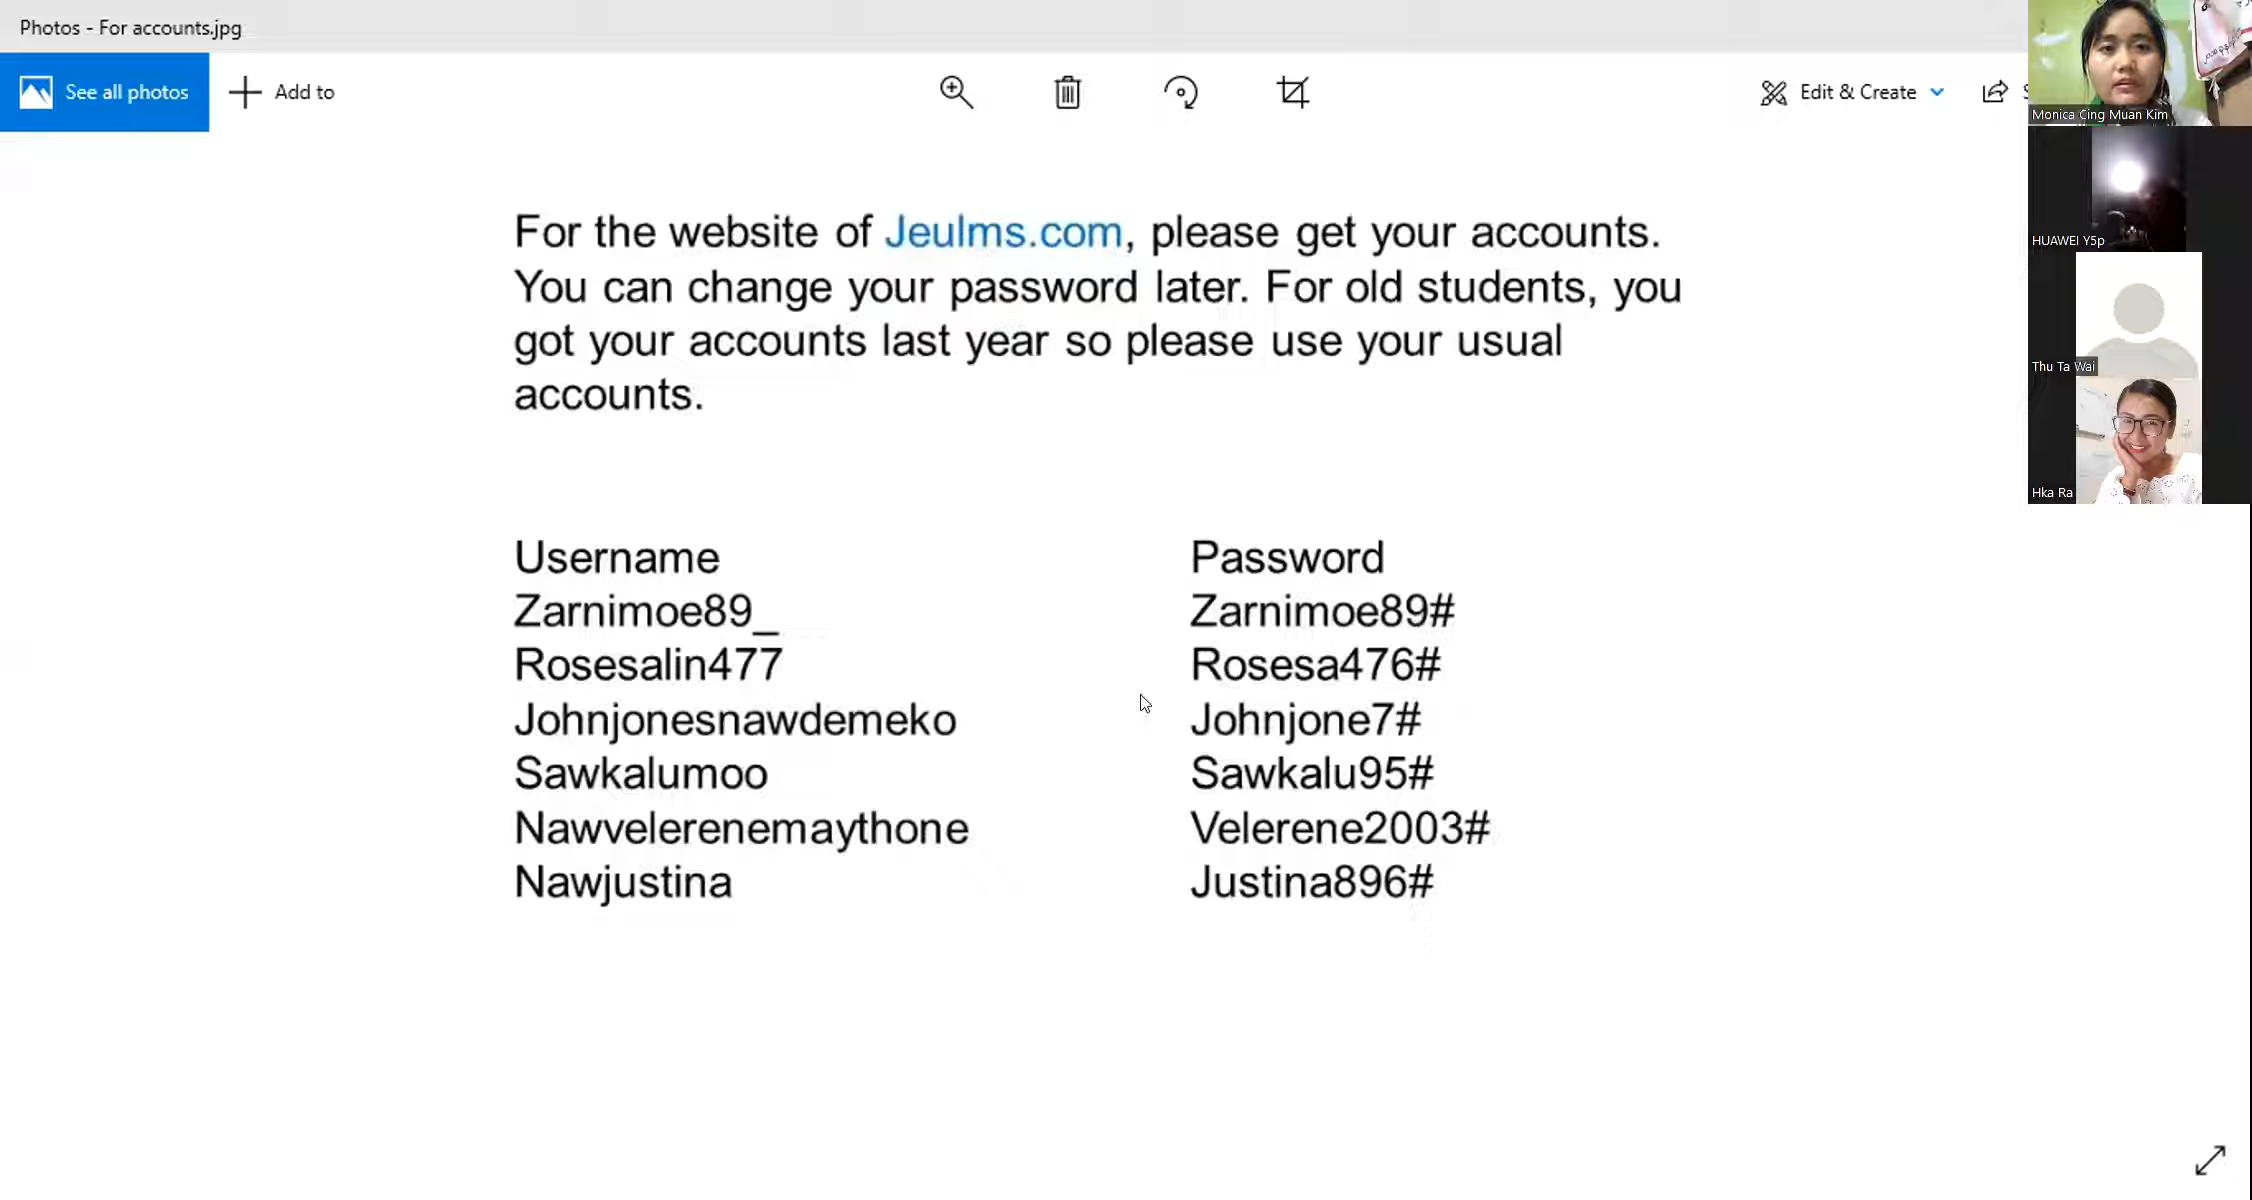 Photos - For accounts.jpg
See all photos
Add to
Edit & Create
Monica Cing Muan Kim
HUAWEI Y5p
Thu Ta Wai
Hka Ra
For the website of Jeulms.com, please get your accounts.
You can change your password later. For old students, you
got your accounts last year so please use your usual
accounts.
Username Password
Zarnimoe89_ Zarnimoe89#
Rosesalin477 Rosesa476#
Johnjonesnawdemeko Johnjone7#
Sawkalumoo Sawkalu95#
Nawvelerenemaythone Velerene2003#
Nawjustina Justina896#